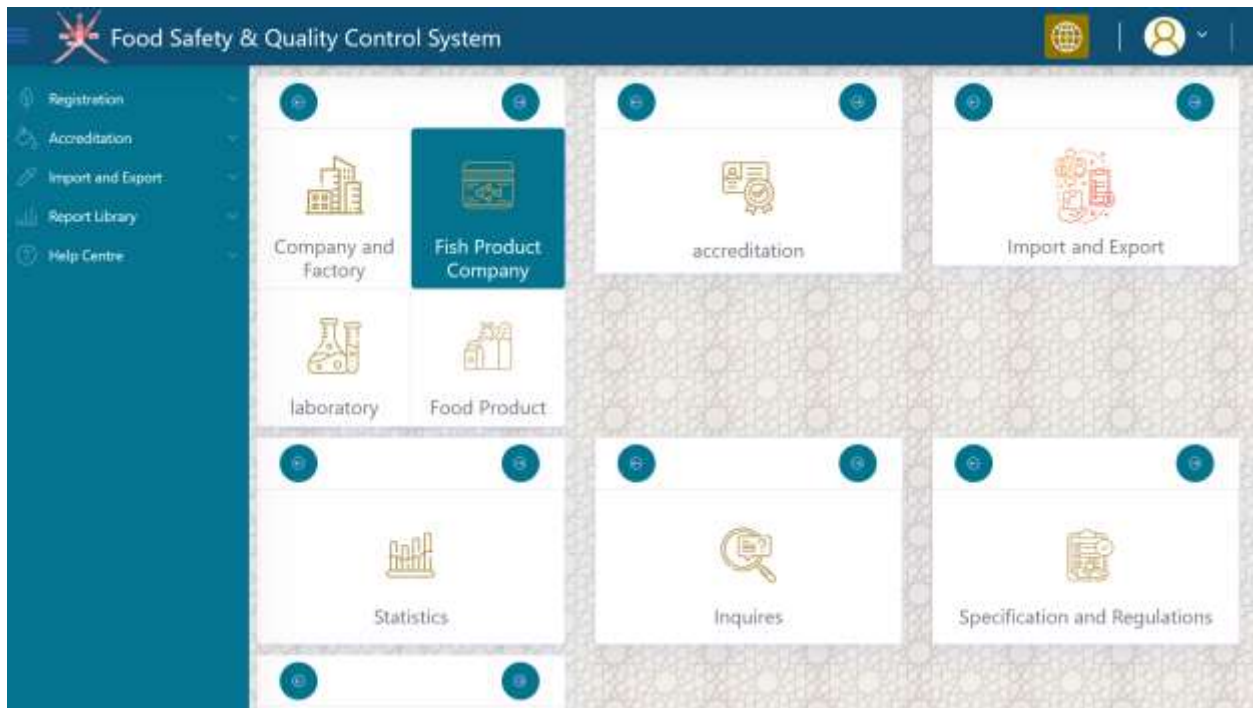 Food Safety & Quality Control System
Registration
Accreditation
Import and Export
Report Library
Help Centre
Company and
Factory
Fish Product
Company
laboratory
Food Product
accreditation
Import and Export
Statistics
Inquires
Specification and Regulations